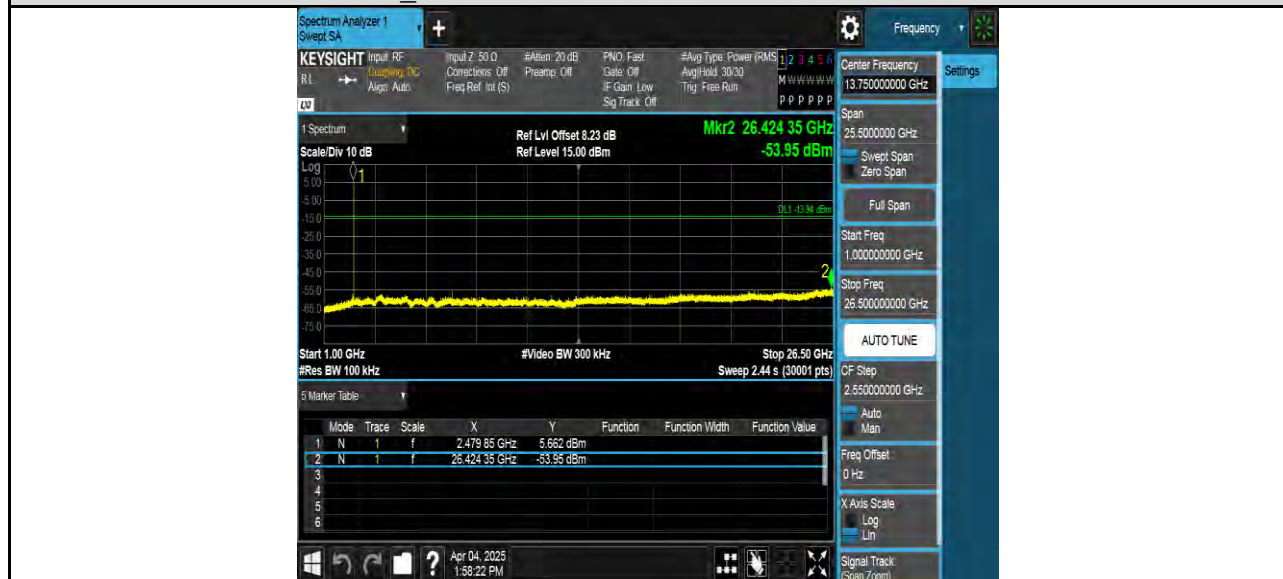 Spectrum Analyzer 1
Swept SA
+
Frequency
KEYSIGHT
RL
LXI
Input: RF
Coupling: DC
Align: Auto
Input Z: 50 Ω
Corrections: Off
Freq Ref: Int (S)
#Atten: 20 dB
Preamp: Off
PNO: Fast
Gate: Off
IF Gain: Low
Sig Track: Off
#Avg Type: Power (RMS
Avg|Hold: 30/30
Trig: Free Run
1 2 3 4 5 6
M W W W W W
P P P P P P
Center Frequency
13.750000000 GHz
Settings
Span
25.5000000 GHz
Swept Span
Zero Span
Full Span
Start Freq
1.000000000 GHz
Stop Freq
26.500000000 GHz
AUTO TUNE
CF Step
2.550000000 GHz
Auto
Man
Freq Offset
0 Hz
X Axis Scale
Log
Lin
Signal Track
(Span Zoom)
1 Spectrum
Scale/Div 10 dB
Ref Lvl Offset 8.23 dB
Ref Level 15.00 dBm
Mkr2 26.424 35 GHz
-53.95 dBm
Log
5.00
-5.00
-15.0
-25.0
-35.0
-45.0
-55.0
-65.0
-75.0
1
DL1 -13.94 dBm
2
Start 1.00 GHz
#Res BW 100 kHz
#Video BW 300 kHz
Stop 26.50 GHz
Sweep 2.44 s (30001 pts)
5 Marker Table
Mode Trace Scale X Y Function Function Width Function Value
1 N 1 f 2.479 85 GHz 5.662 dBm
2 N 1 f 26.424 35 GHz -53.95 dBm
3
4
5
6
?
Apr 04, 2025
1:58:22 PM